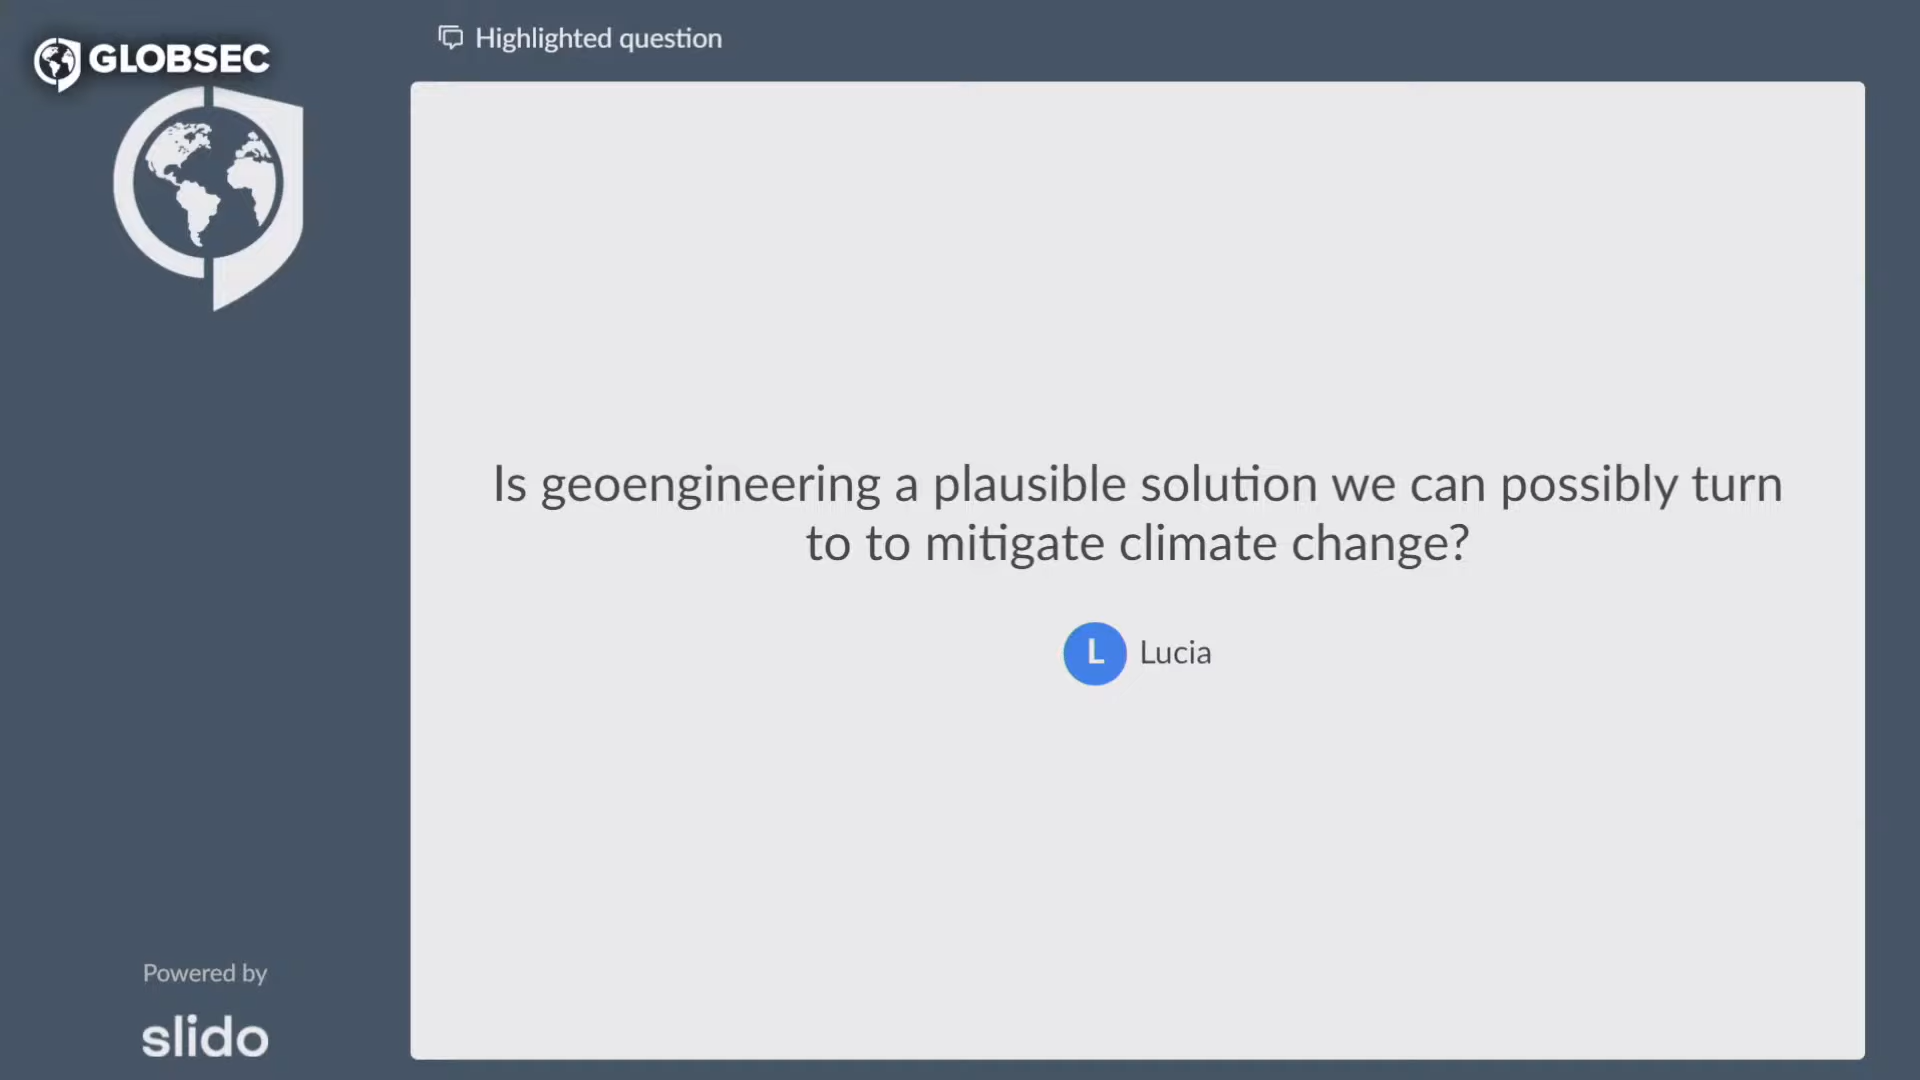 GLOBSEC
Highlighted question
Is geoengineering a plausible solution we can possibly turn
to to mitigate climate change?
L Lucia
Powered by
slido